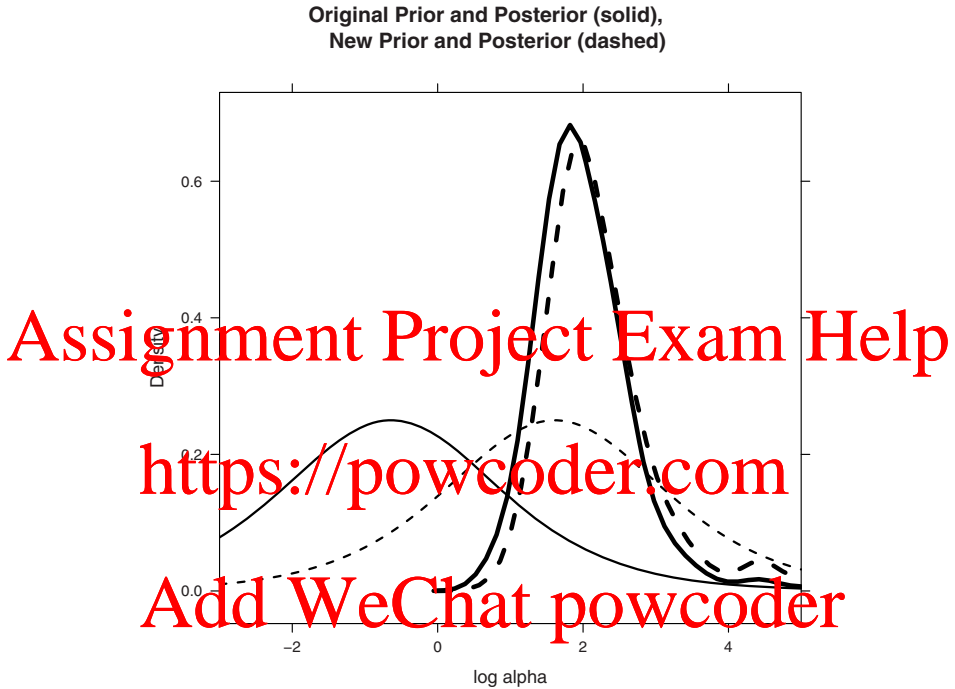 Original Prior and Posterior (solid),
New Prior and Posterior (dashed)
0.6
0.4
Assignment Project Exam Help
Density
0.2
https://powcoder.com
0.0
Add WeChat powcoder
−2 0 2 4
log alpha